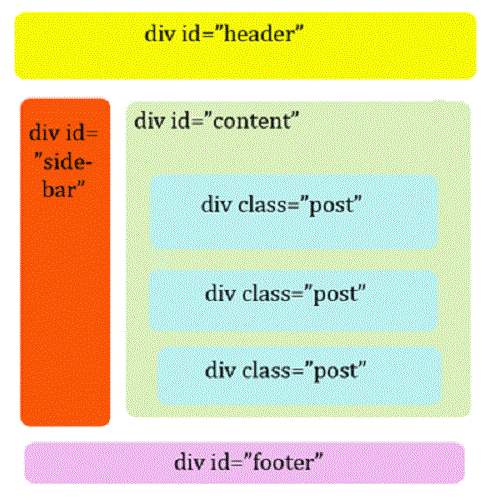 div id=”header”
div id=
”side-
bar”
div id=”content”
div class=”post”
div class=”post”
div class=”post”
div id=”footer”